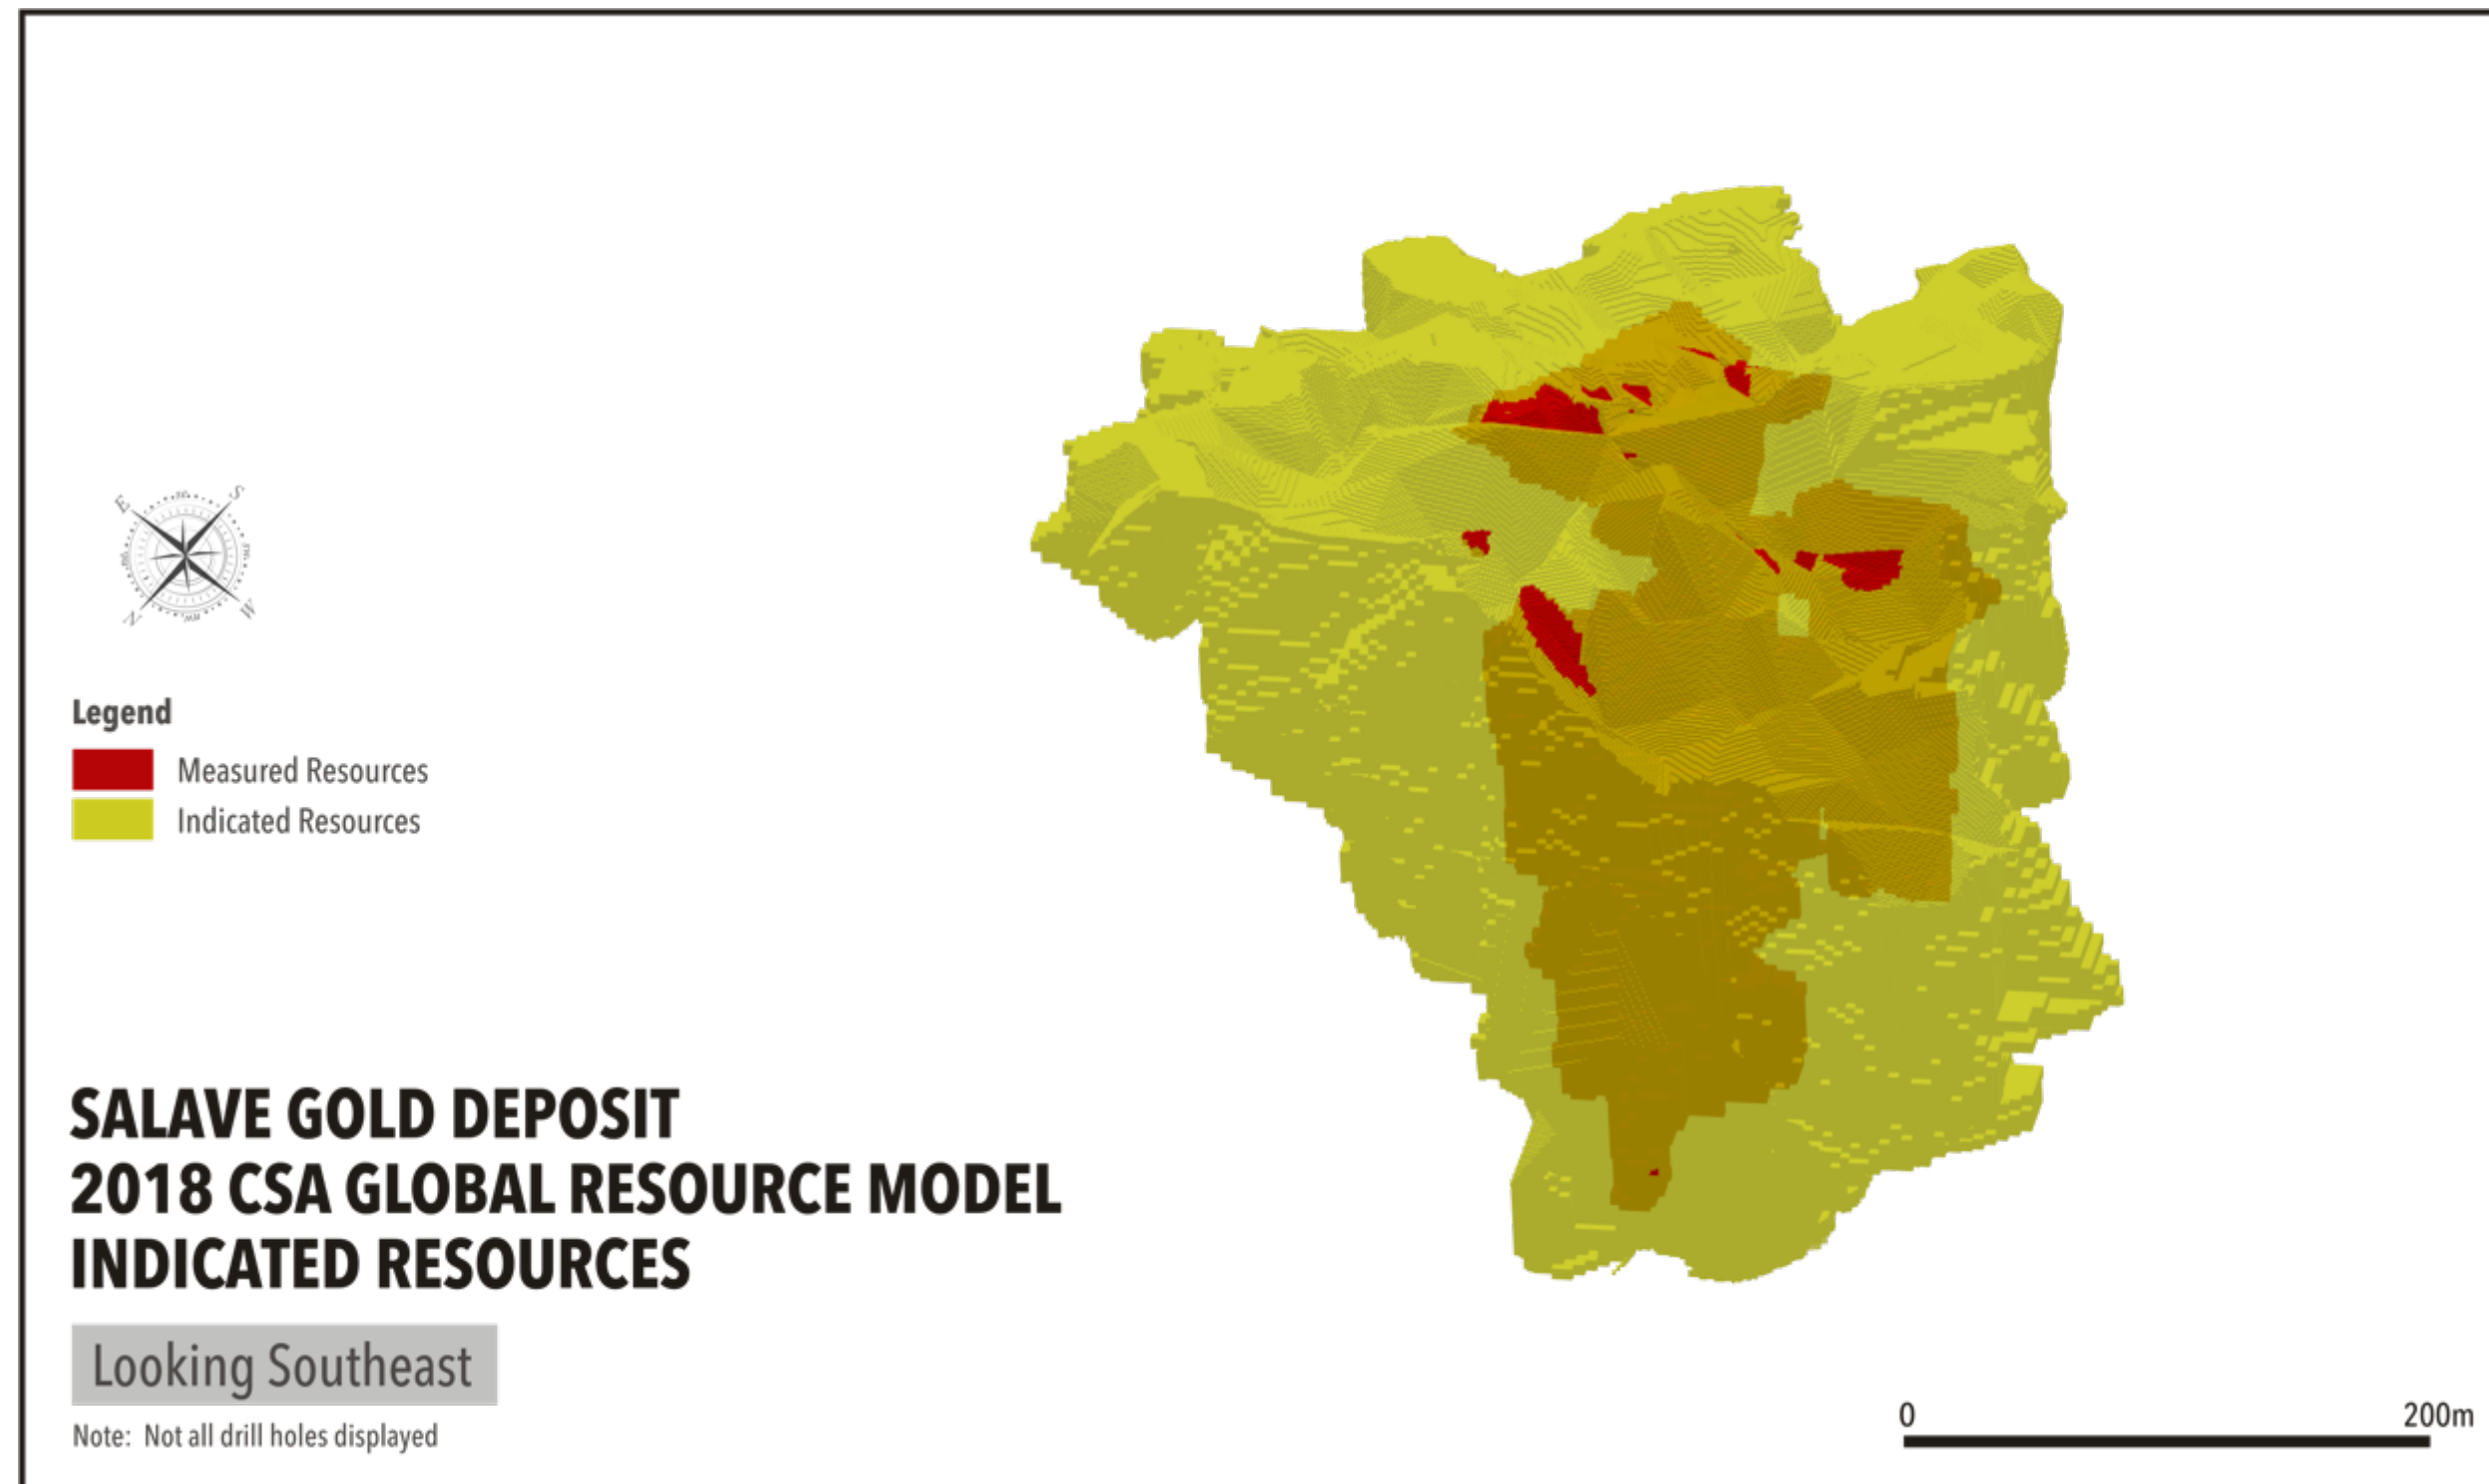 E
S
N
W
Legend
Measured Resources
Indicated Resources
SALAVE GOLD DEPOSIT
2018 CSA GLOBAL RESOURCE MODEL
INDICATED RESOURCES
Looking Southeast
Note: Not all drill holes displayed
0
200m